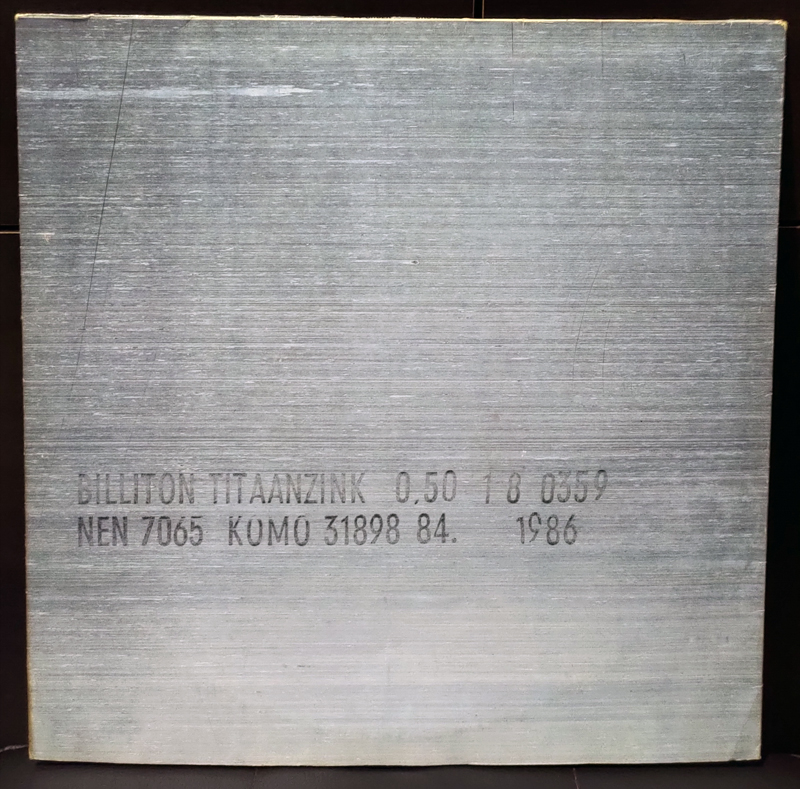 BILLITON TITAANZINK 0,50 1 8 0359
NEN 7065 KOMO 31898 84. 1986